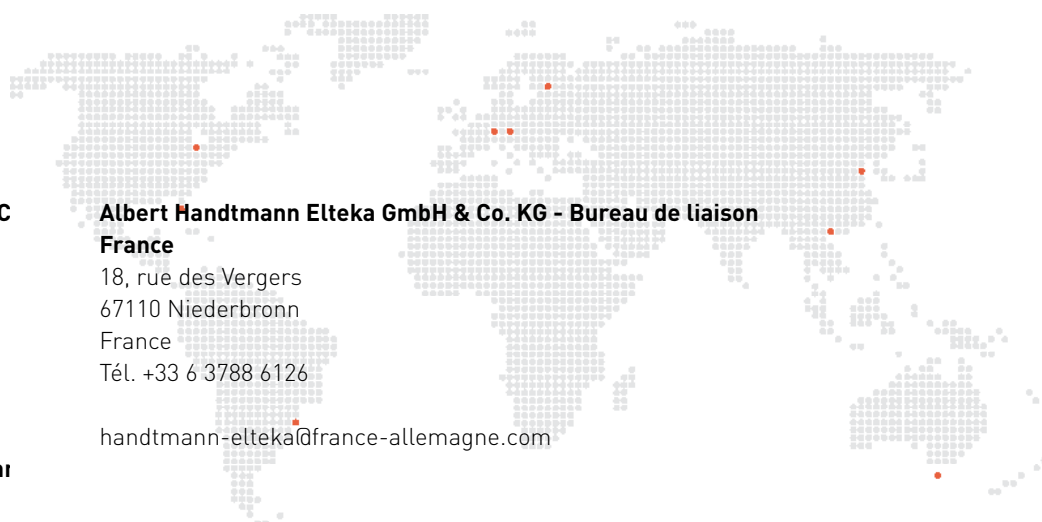 C
Albert Handtmann Elteka GmbH & Co. KG - Bureau de liaison
France
18, rue des Vergers
67110 Niederbronn
France
Tél. +33 6 3788 6126
handtmann-elteka@france-allemagne.com